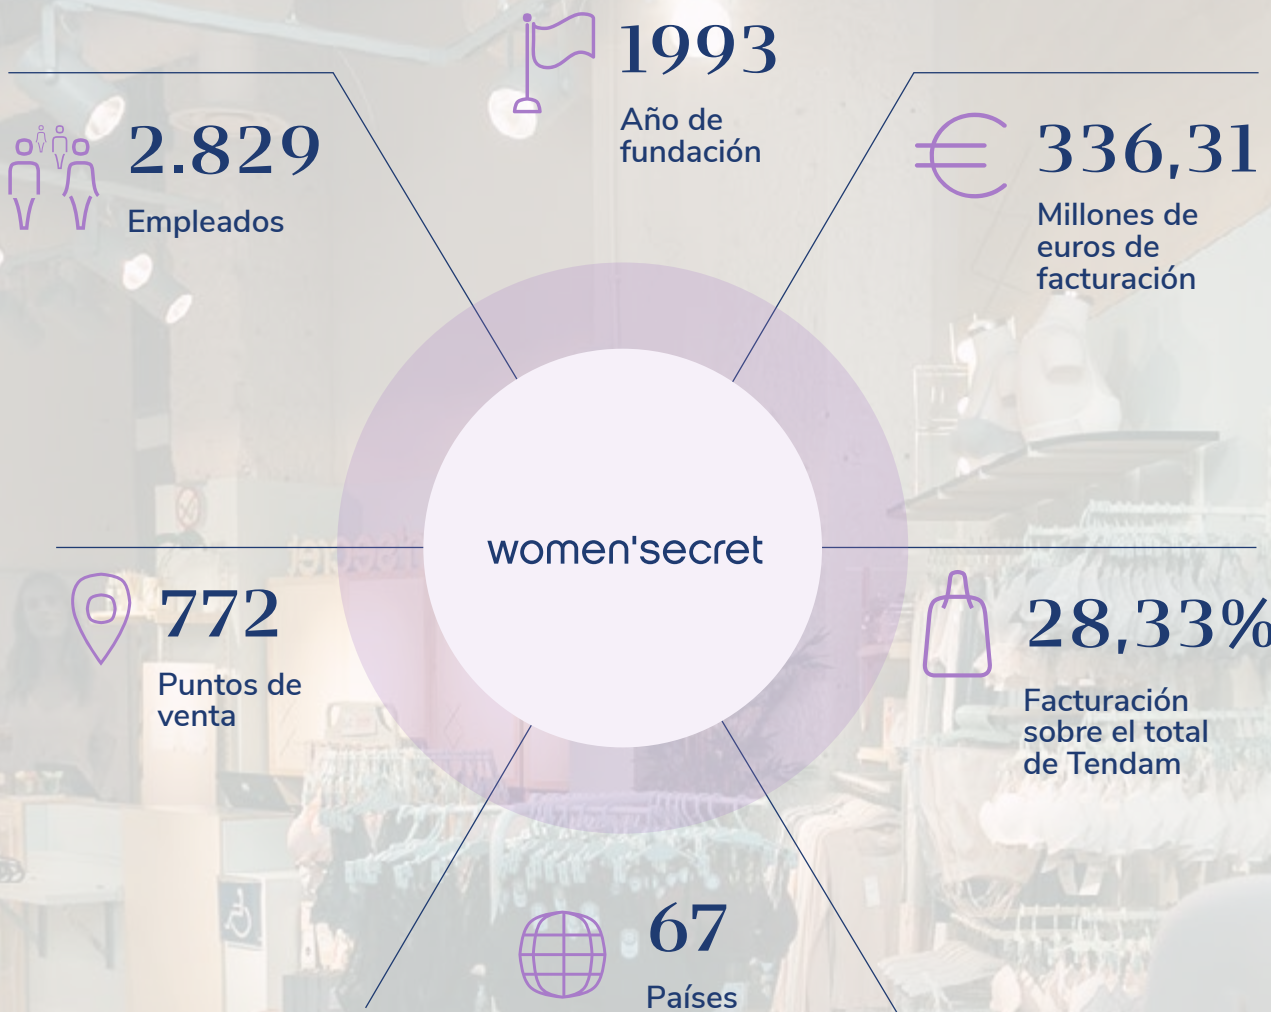 1993
Año de
fundación
2.829
Empleados
336,31
Millones de
euros de
facturación
women'secret
772
Puntos de
venta
28,33%
Facturación
sobre el total
de Tendam
67
Países